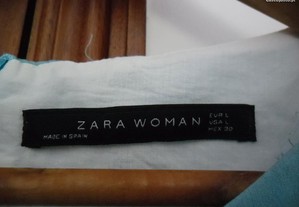 ZARA WOMAN
MADE IN SPAIN
EUR L
USA L
MEX 30